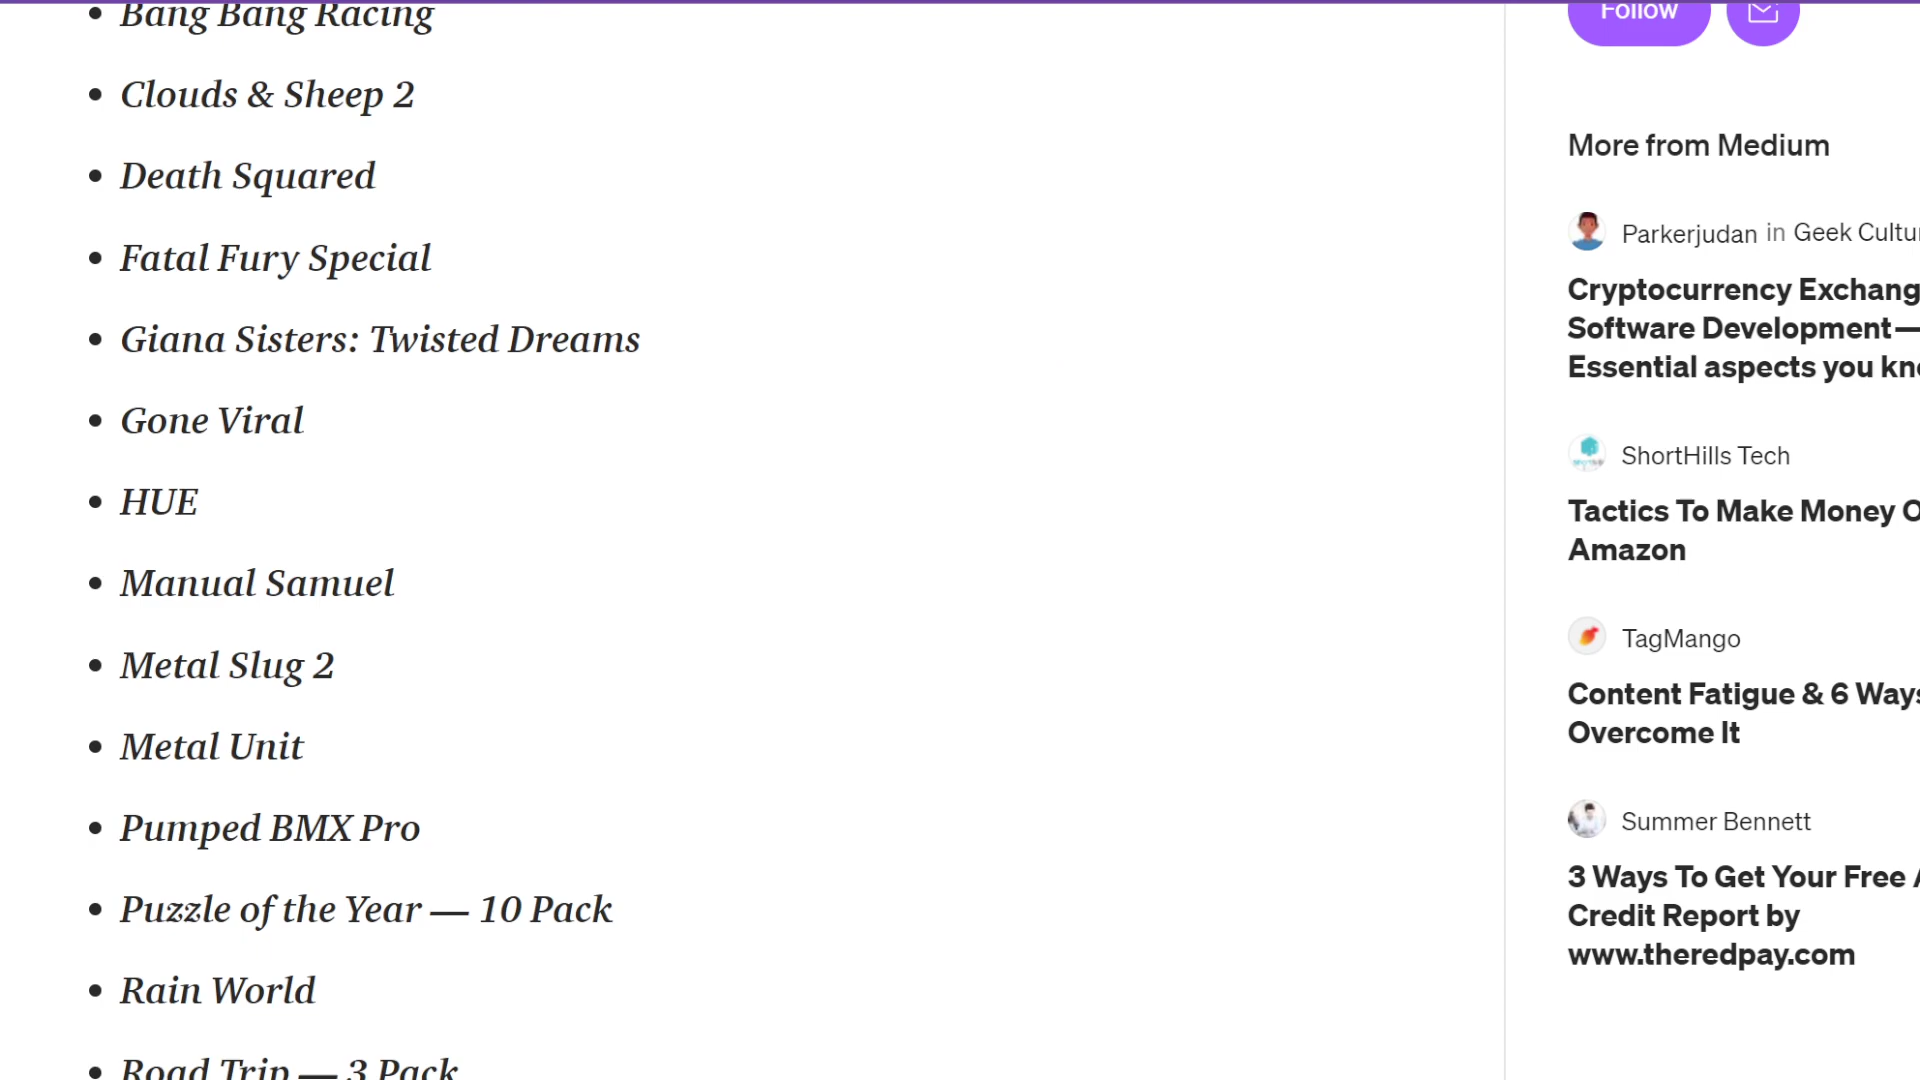 Bang Bang Racing
Clouds & Sheep 2
Death Squared
Fatal Fury Special
Giana Sisters: Twisted Dreams
Gone Viral
HUE
Manual Samuel
Metal Slug 2
Metal Unit
Pumped BMX Pro
Puzzle of the Year — 10 Pack
Rain World
Road Trip — 3 Pack
Follow
More from Medium
Parkerjudan in Geek Cultur
Cryptocurrency Exchang
Software Development —
Essential aspects you kn
ShortHills Tech
Tactics To Make Money O
Amazon
TagMango
Content Fatigue & 6 Ways
Overcome It
Summer Bennett
3 Ways To Get Your Free A
Credit Report by
www.theredpay.com